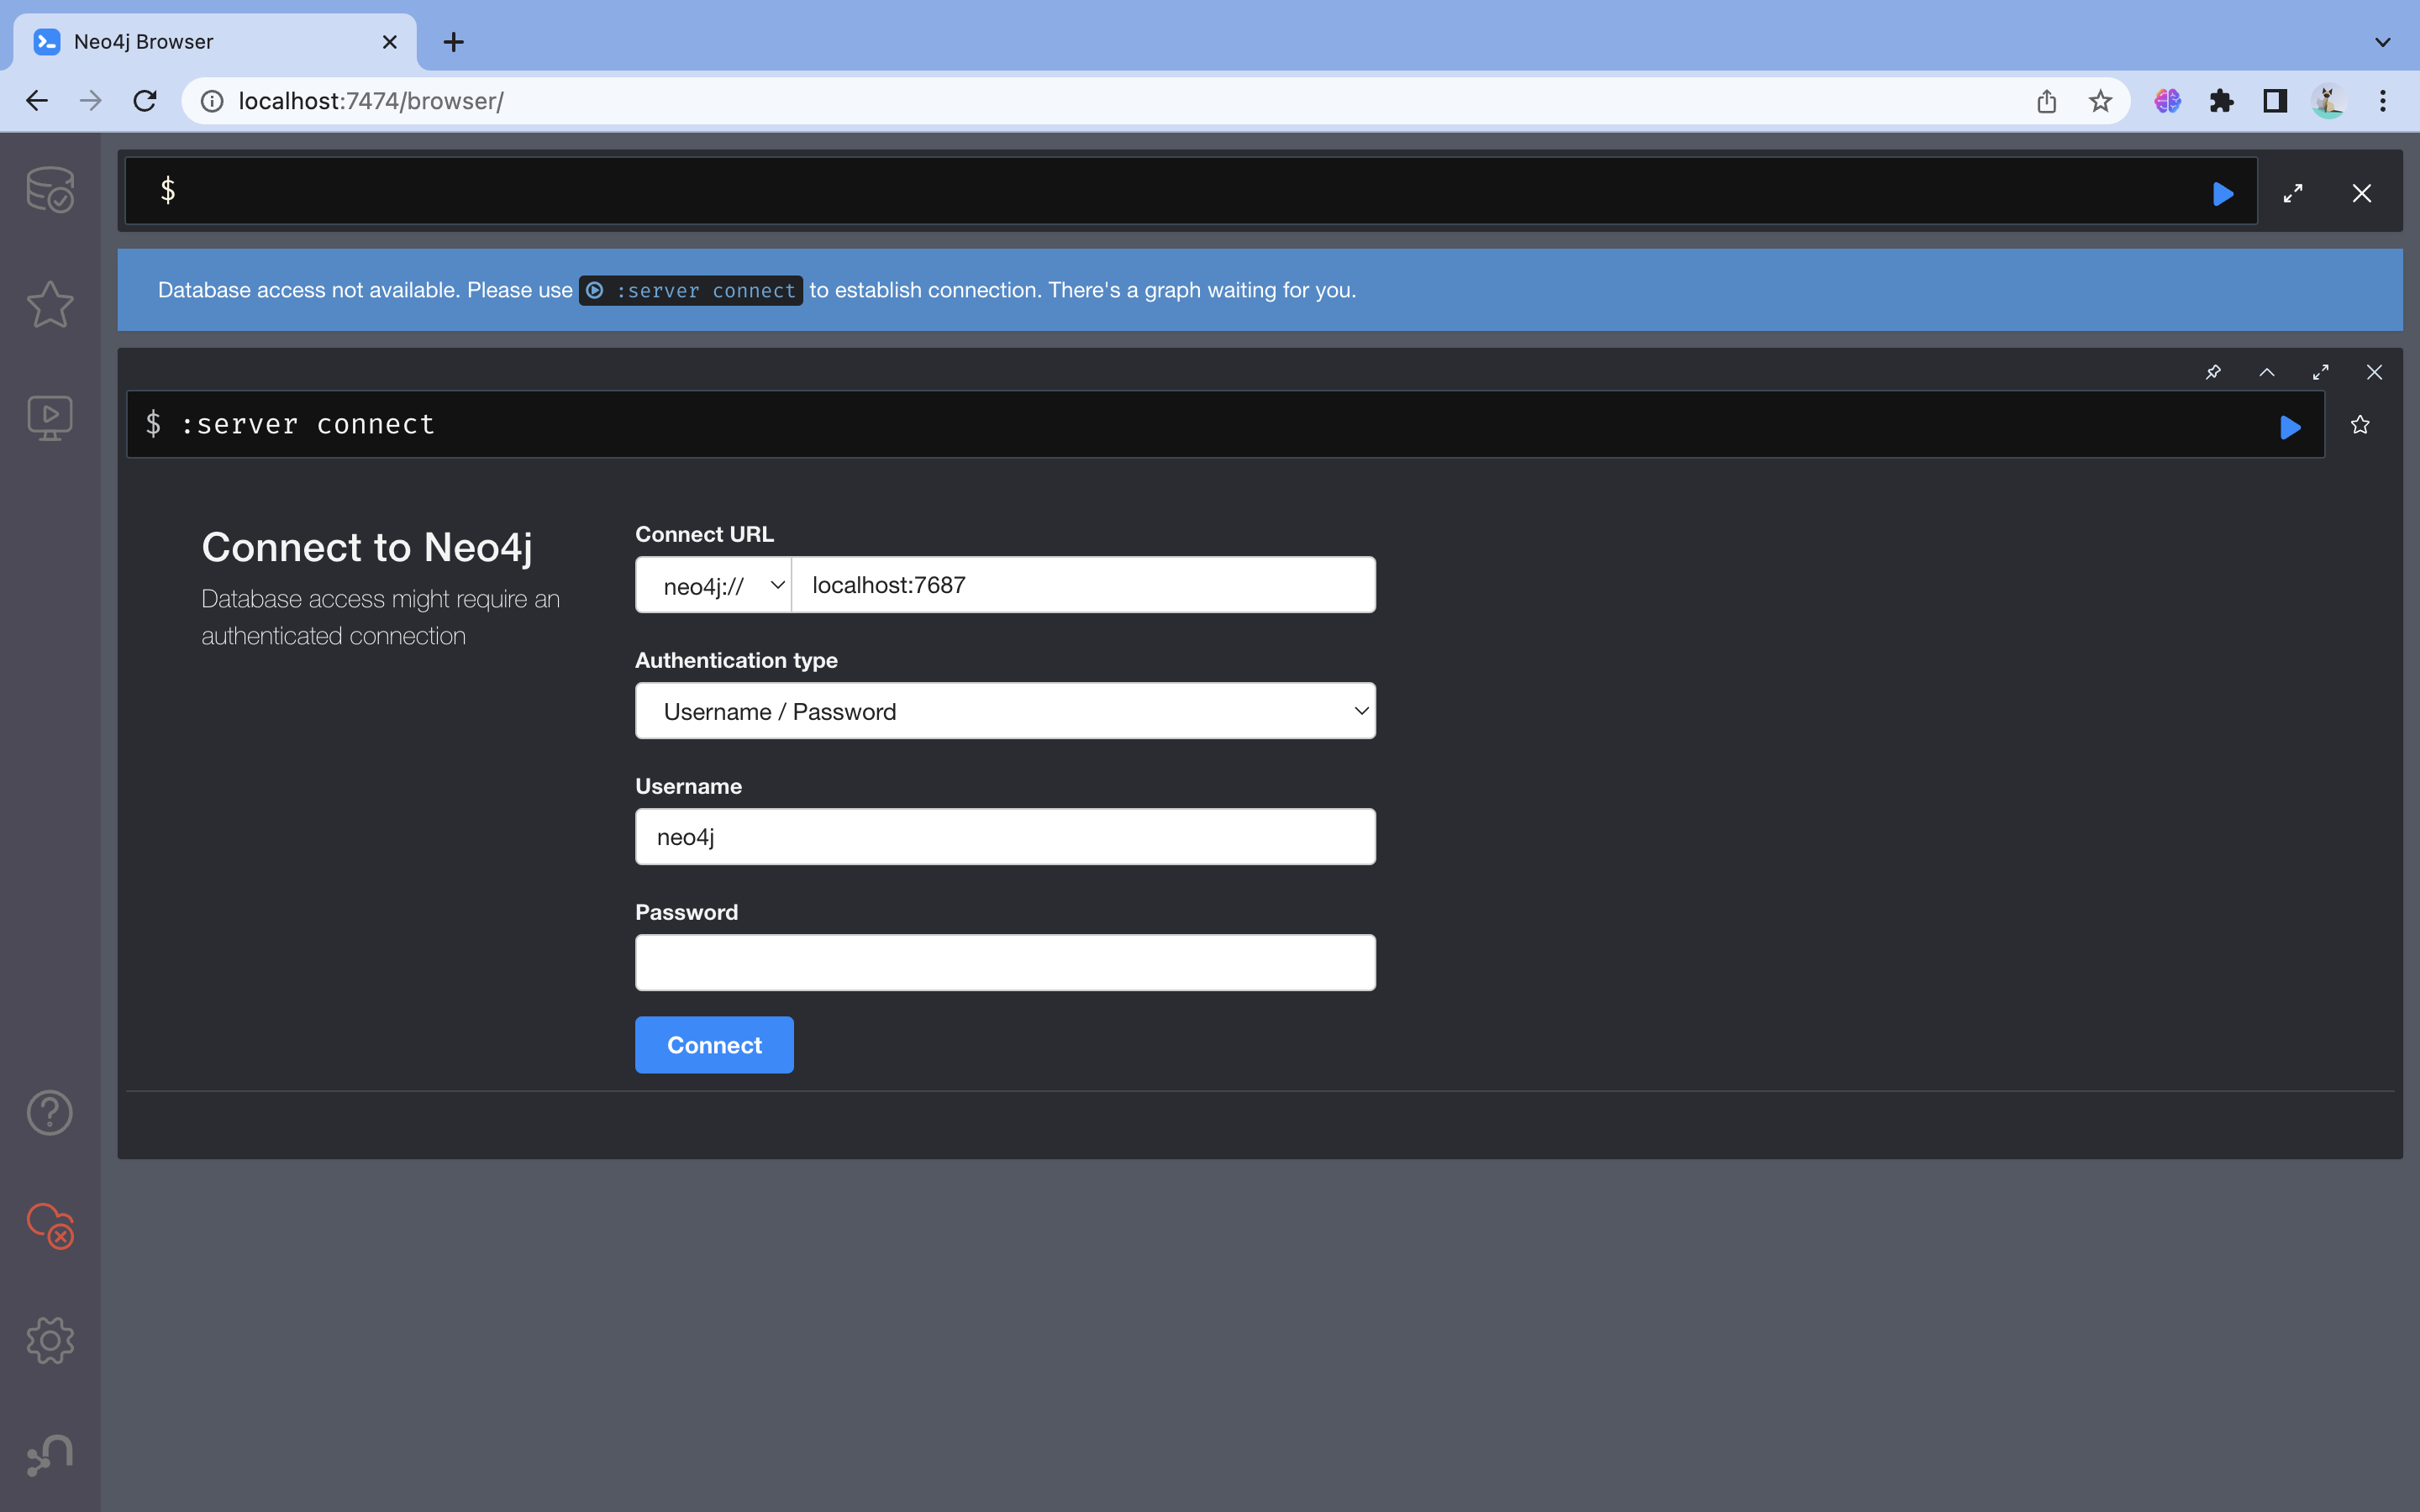 Neo4j Browser
localhost:7474/browser/
$
Database access not available. Please use :server connect to establish connection. There's a graph waiting for you.
$ :server connect
Connect to Neo4j
Database access might require an
authenticated connection
Connect URL
neo4j:// localhost:7687
Authentication type
Username / Password
Username
neo4j
Password
Connect